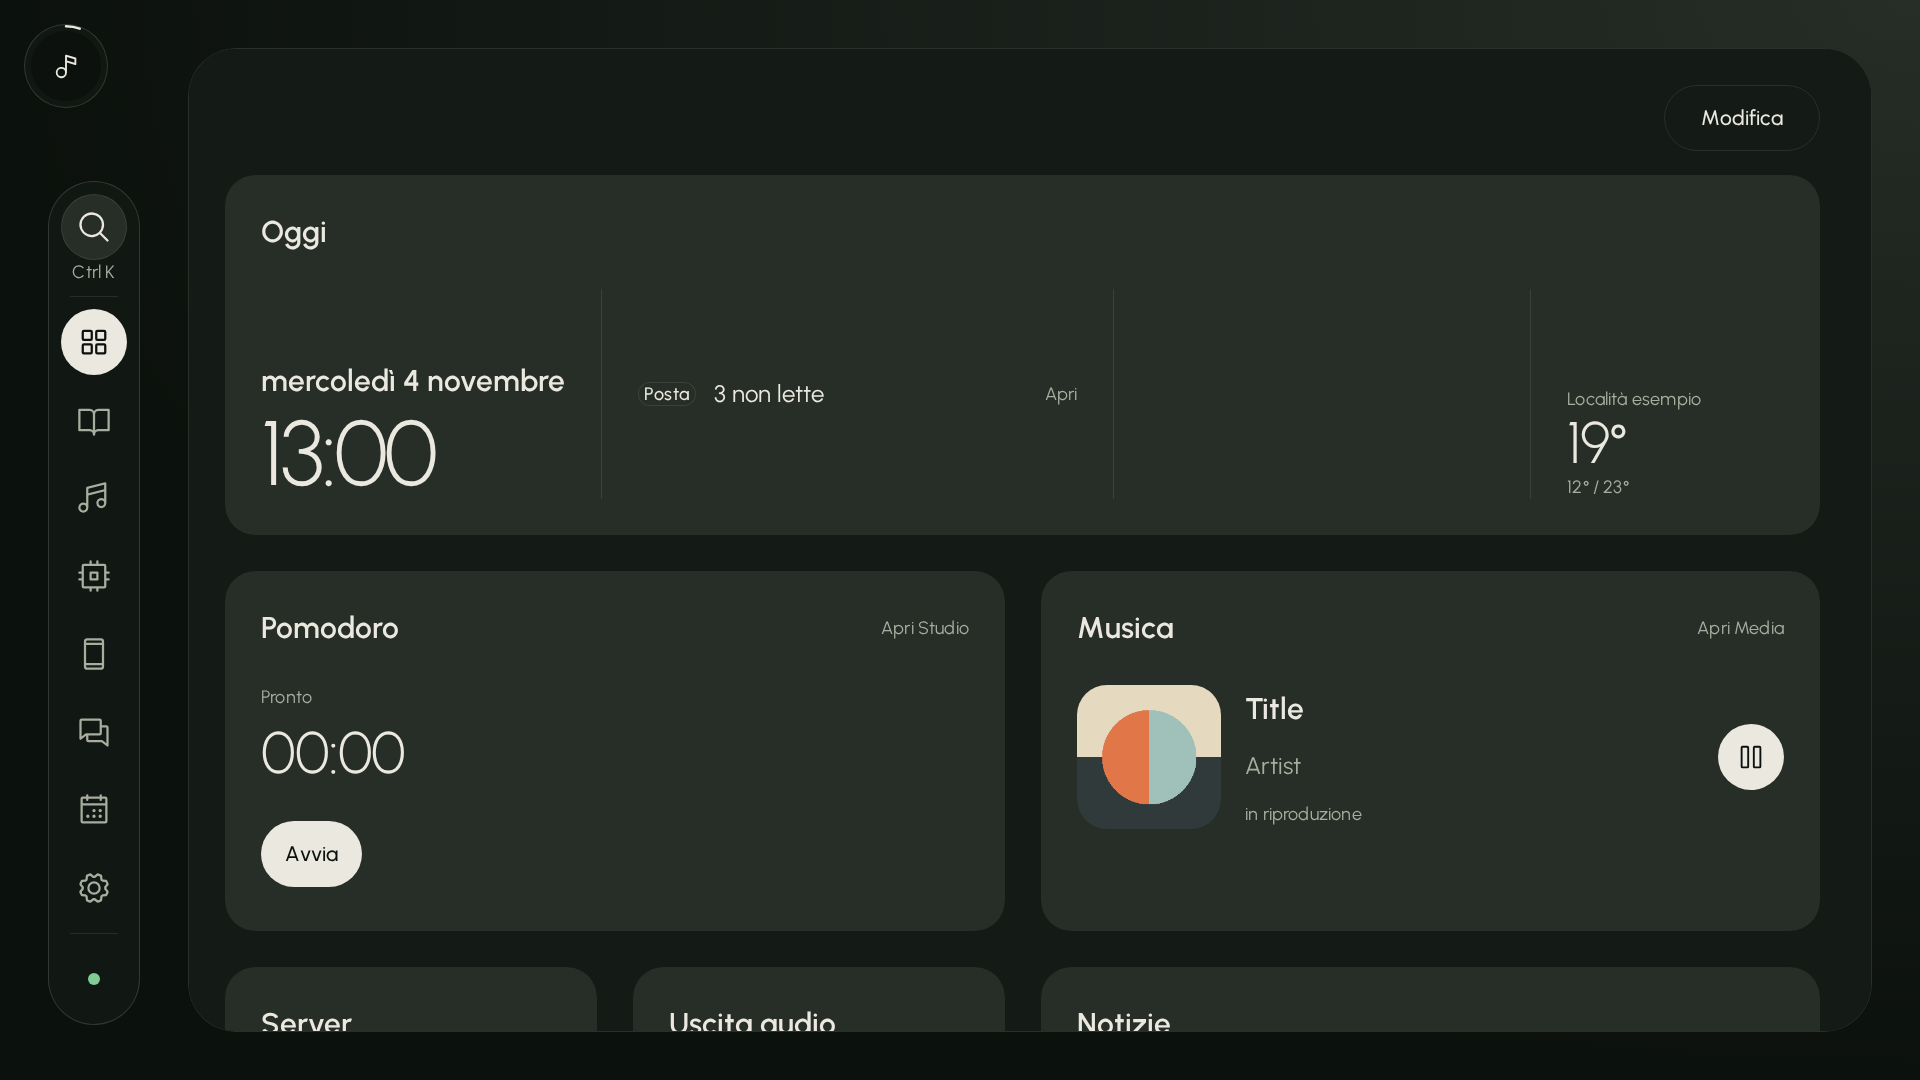 Modifica
Ctrl K
Oggi
mercoledì 4 novembre
13:00
Posta 3 non lette Apri
Località esempio
19°
12° / 23°
Pomodoro
Apri Studio
Pronto
00:00
Avvia
Musica
Apri Media
Title
Artist
in riproduzione
Server
Uscita audio
Notizie